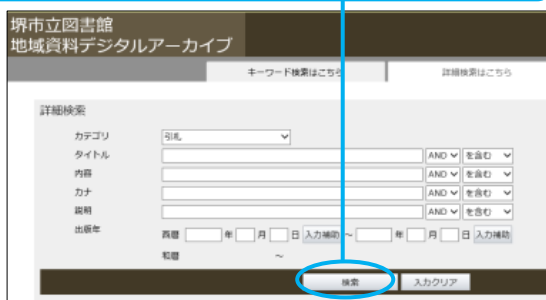 堺市立図書館
地域資料デジタルアーカイブ
キーワード検索はこちら 詳細検索はこちら
詳細検索
カテゴリ 引札
タイトル AND を含む
内容 AND を含む
カナ AND を含む
説明 AND を含む
出版年 西暦 年 月 日 入力補助 ～ 年 月 日 入力補助
和暦 ～
検索 入力クリア